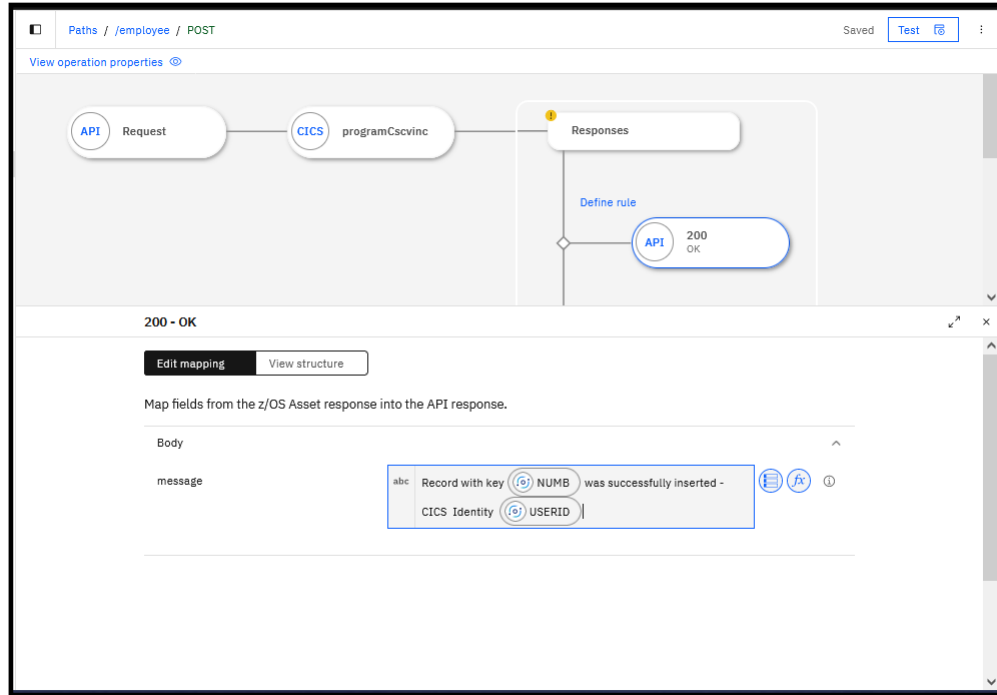 Paths / /employee / POST
Saved
Test
View operation properties
API Request
CICS programCscvinc
Responses
Define rule
API 200
OK
200 - OK
Edit mapping
View structure
Map fields from the z/OS Asset response into the API response.
Body
message
abc Record with key NUMB was successfully inserted -
CICS Identity USERID
fx